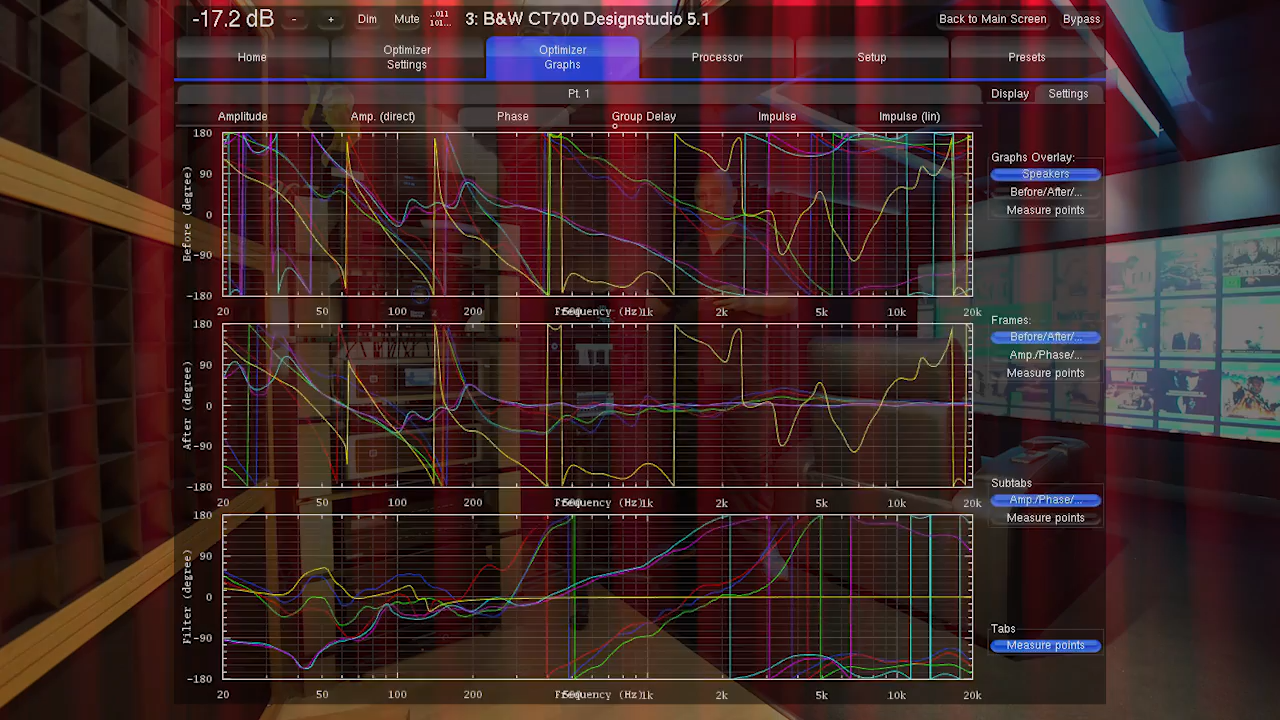 -17.2 dB - + Dim Mute ..011 101... 3: B&W CT700 Designstudio 5.1 Back to Main Screen Bypass
Home Optimizer Settings Optimizer Graphs Processor Setup Presets
Pt. 1 Display Settings
Amplitude Amp. (direct) Phase Group Delay Impulse Impulse (lin)
Before (degree)
180
90
0
-90
-180
20 50 100 200 Frequency (Hz) 1k 2k 5k 10k 20k
After (degree)
180
90
0
-90
-180
20 50 100 200 Frequency (Hz) 1k 2k 5k 10k 20k
Filter (degree)
180
90
0
-90
-180
20 50 100 200 Frequency (Hz) 1k 2k 5k 10k 20k
Graphs Overlay:
Speakers
Before/After/...
Measure points
Frames:
Before/After/...
Amp./Phase/...
Measure points
Subtabs
Amp./Phase/...
Measure points
Tabs
Measure points